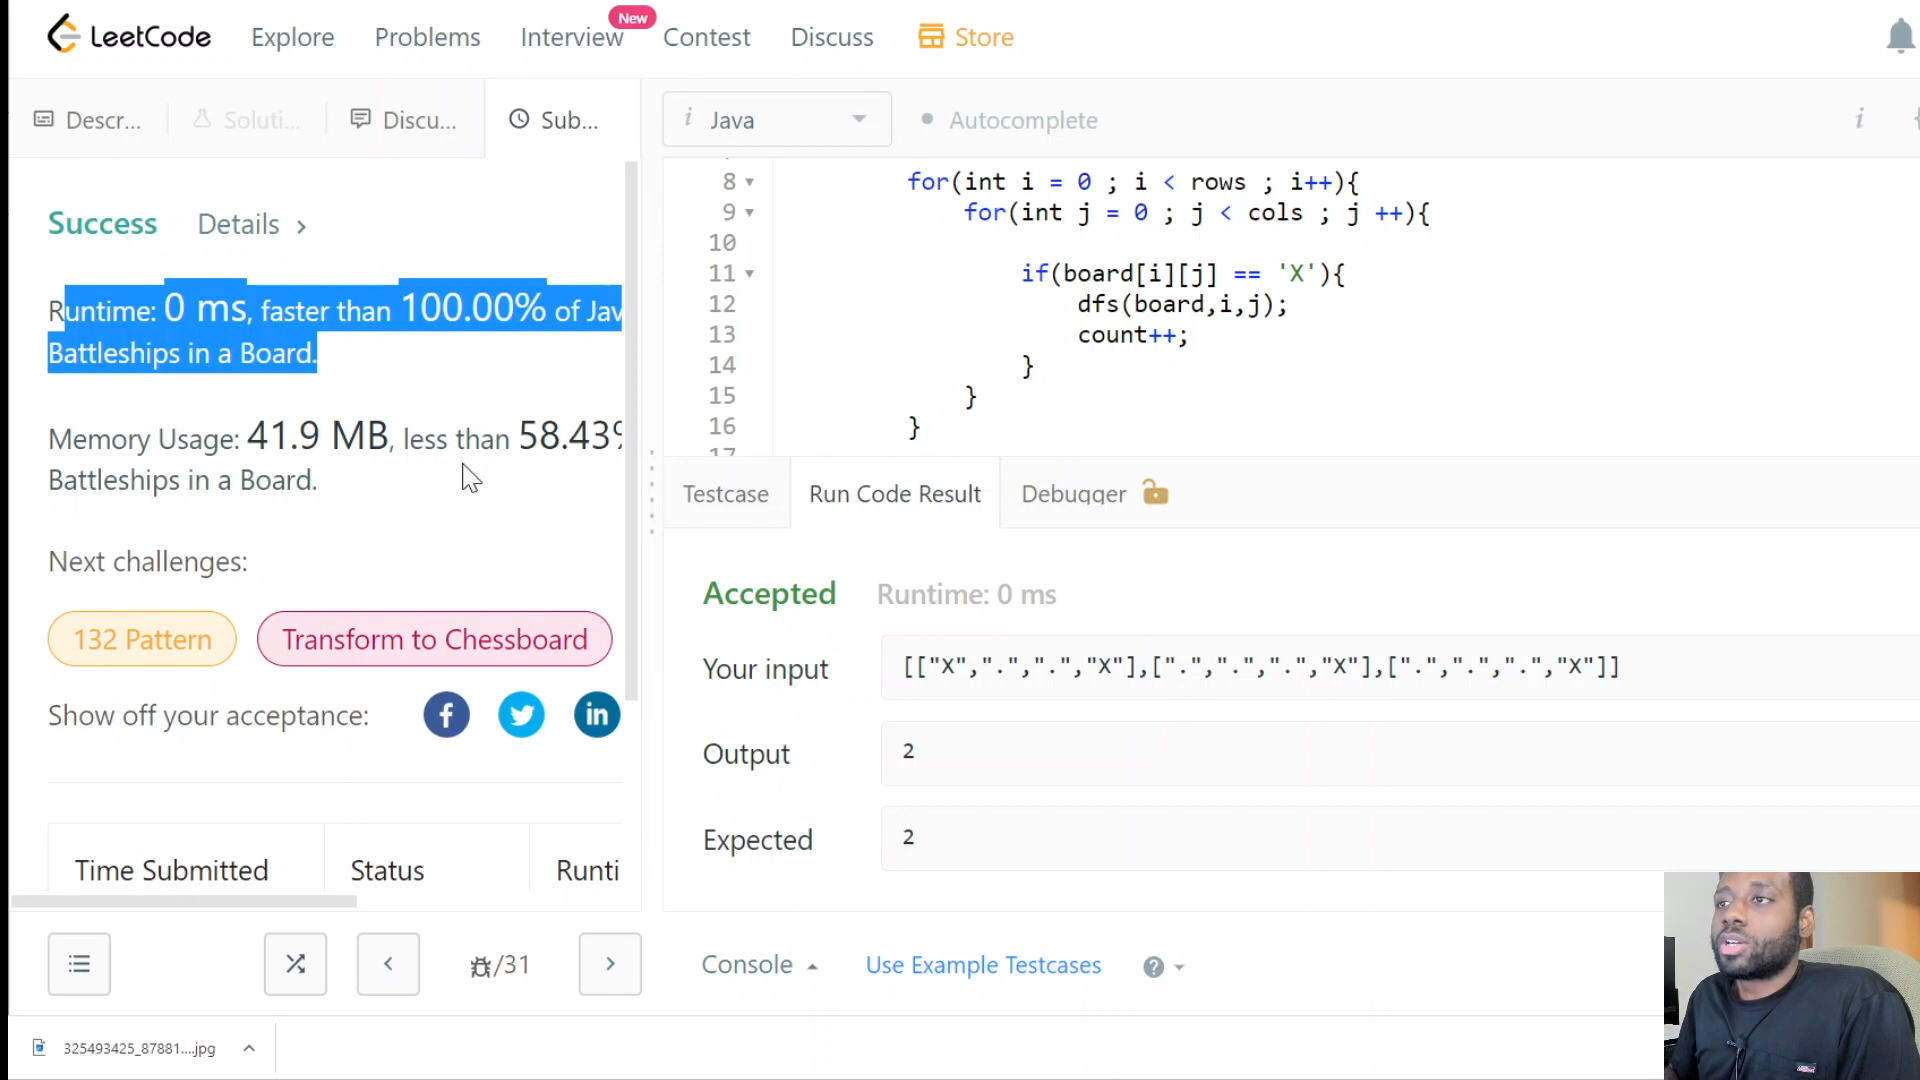 LeetCode Explore Problems Interview New Contest Discuss Store
Descr... Soluti... Discu... Sub...
Success Details >
Runtime: 0 ms, faster than 100.00% of Jav
Battleships in a Board.
Memory Usage: 41.9 MB, less than 58.43%
Battleships in a Board.
Next challenges:
132 Pattern Transform to Chessboard
Show off your acceptance:
Time Submitted Status Runti
/31
325493425_87881....jpg
i Java Autocomplete i
8 for(int i = 0 ; i < rows ; i++){
9 for(int j = 0 ; j < cols ; j ++){
10
11 if(board[i][j] == 'X'){
12 dfs(board,i,j);
13 count++;
14 }
15 }
16 }
17
Testcase Run Code Result Debugger
Accepted Runtime: 0 ms
Your input [["X",".",".","X"],[".",".",".","X"],[".",".",".","X"]]
Output 2
Expected 2
Console Use Example Testcases ?